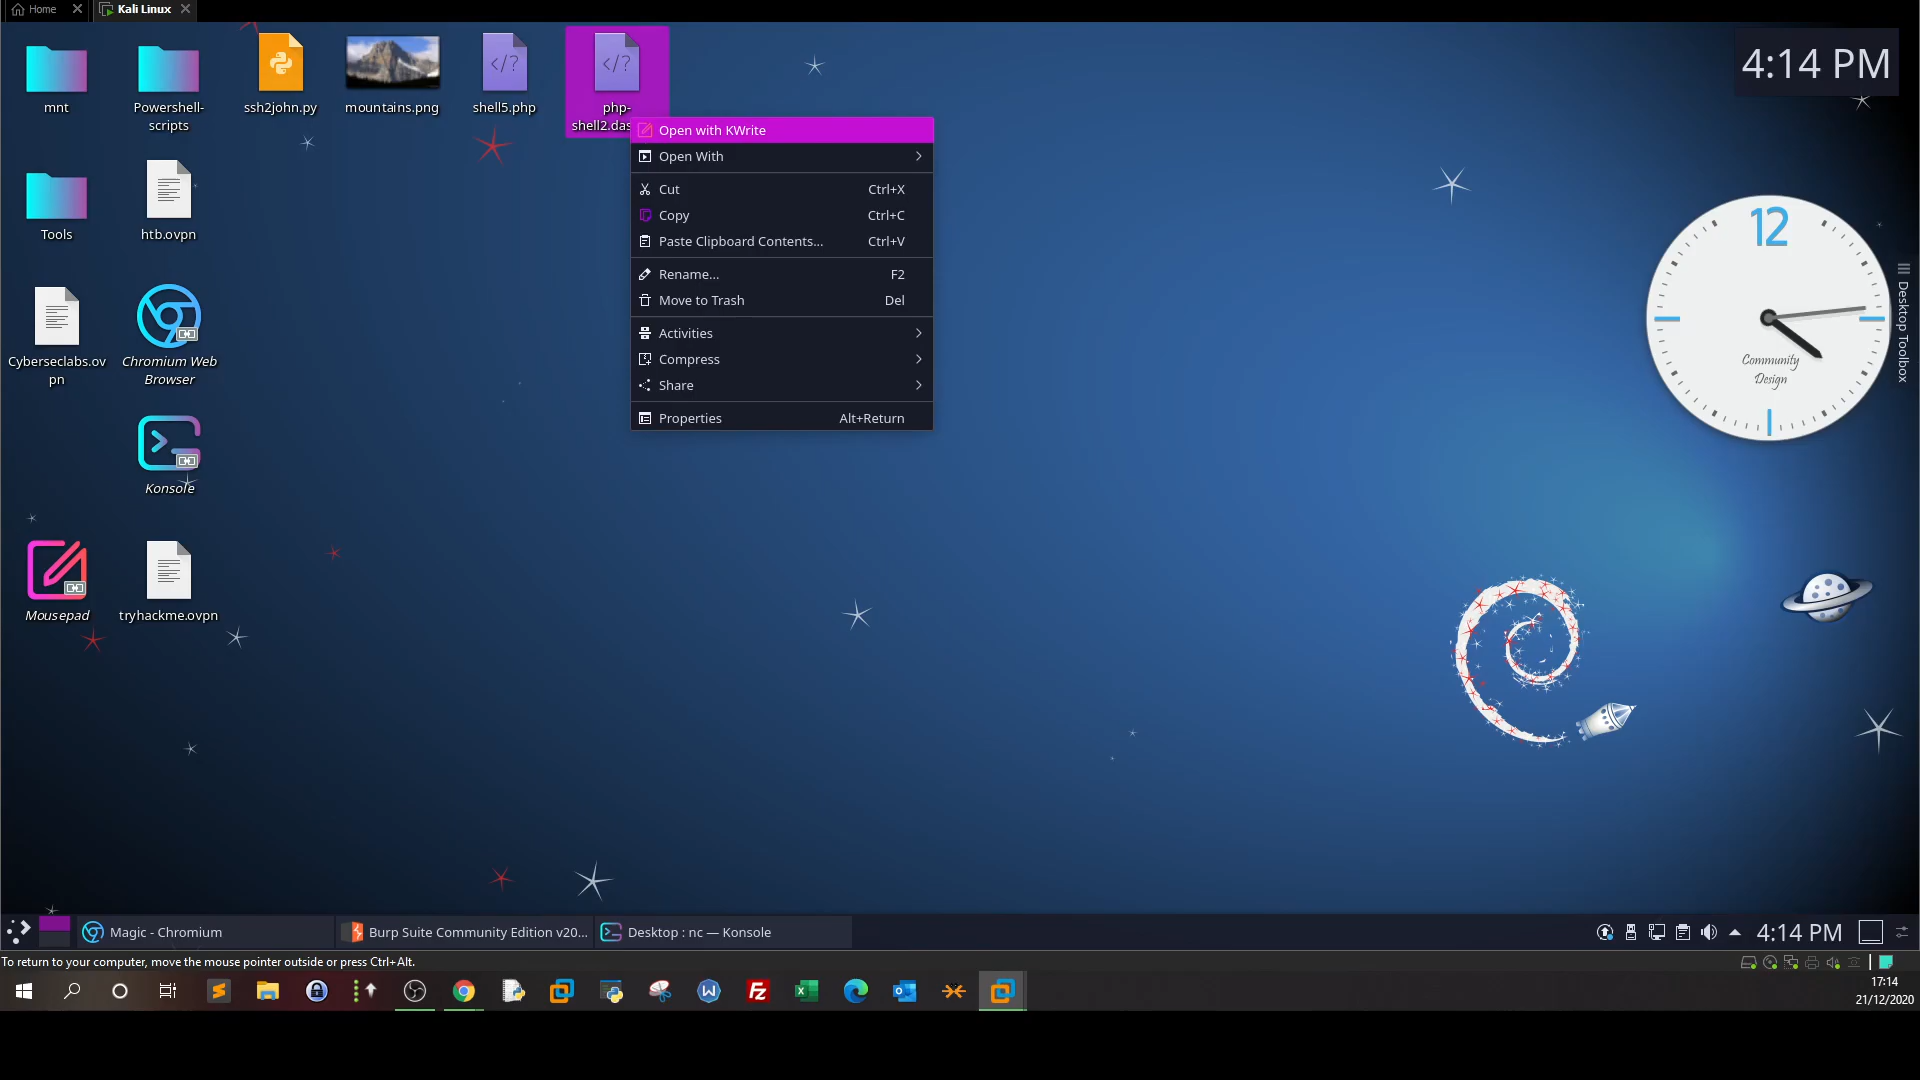 Home
Kali Linux
mnt
Powershell-
scripts
ssh2john.py
mountains.png
shell5.php
php-
shell2.das
4:14 PM
Open with KWrite
Open With
Cut Ctrl+X
Copy Ctrl+C
Paste Clipboard Contents... Ctrl+V
Rename... F2
Move to Trash Del
Activities
Compress
Share
Properties Alt+Return
Tools
htb.ovpn
Cyberseclabs.ov
pn
Chromium Web
Browser
Konsole
Mousepad
tryhackme.ovpn
12
Community
Design
Desktop Toolbox
Magic - Chromium
Burp Suite Community Edition v20...
Desktop : nc — Konsole
4:14 PM
To return to your computer, move the mouse pointer outside or press Ctrl+Alt.
17:14
21/12/2020